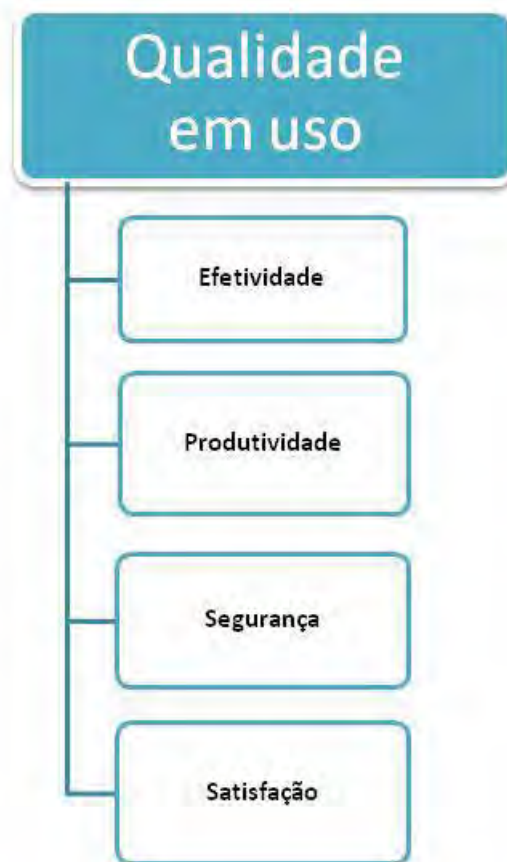 Qualidade
em uso
Efetividade
Produtividade
Segurança
Satisfação